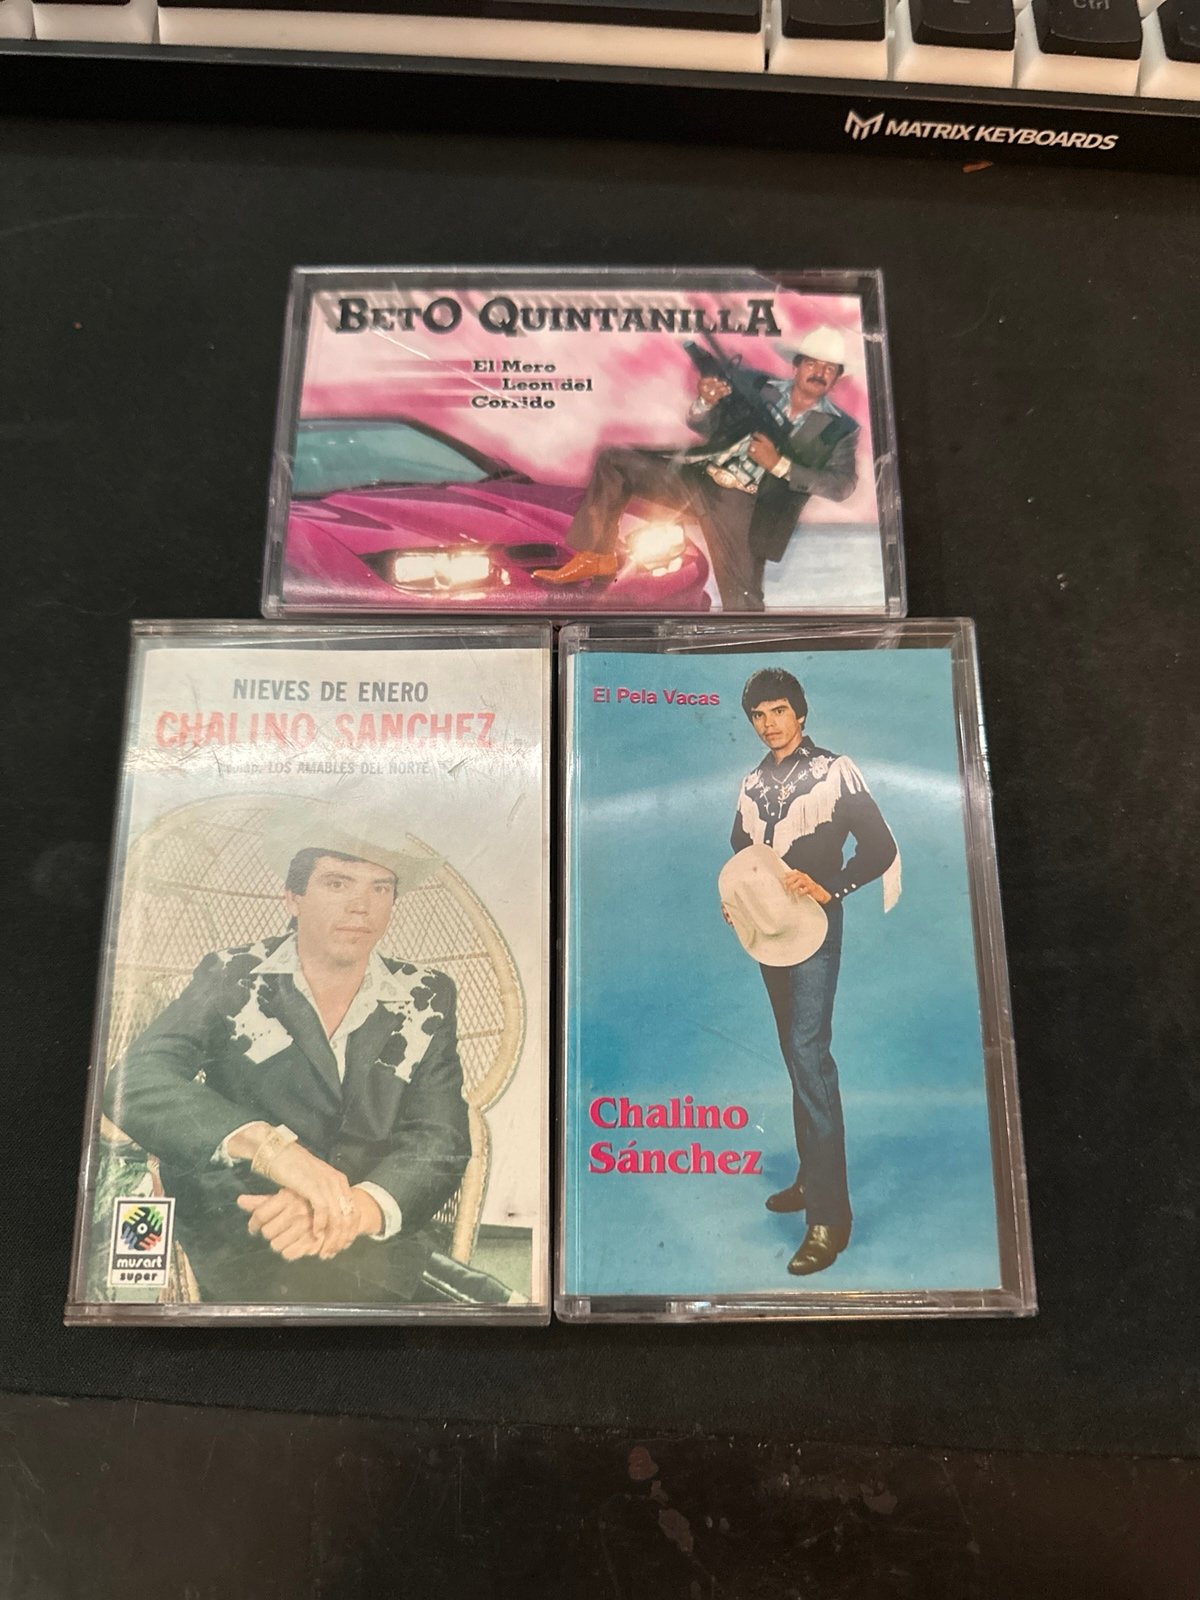 Ctrl
MATRIX KEYBOARDS
BETO QUINTANILLA
El Mero
Leon del
Corrido
NIEVES DE ENERO
CHALINO SANCHEZ
LOS AMABLES DEL NORTE
musart
super
El Pela Vacas
Chalino
Sánchez